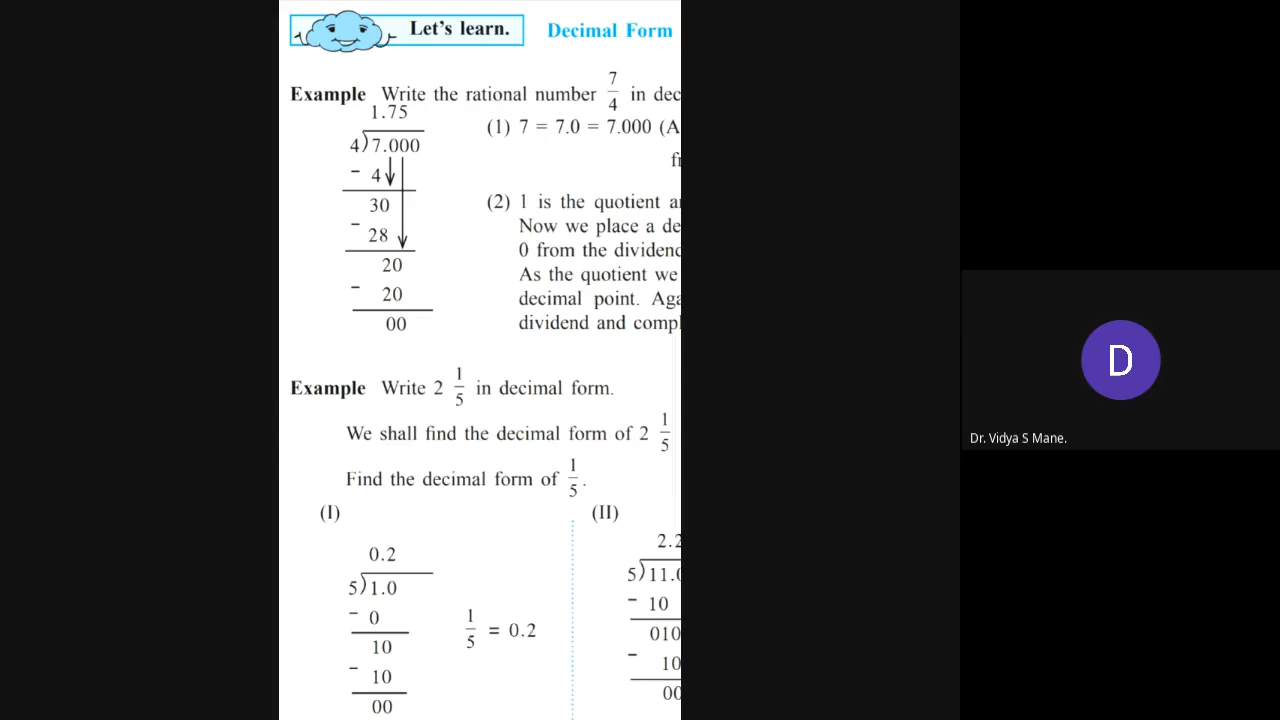 Let's learn.
Decimal Form
Example Write the rational number 7/4 in dec
1.75
4)7.000
- 4
30
- 28
20
- 20
00
(1) 7 = 7.0 = 7.000 (A
(2) 1 is the quotient
Now we place a de
0 from the dividend
As the quotient we
decimal point. Aga
dividend and compl
Example Write 2 1/5 in decimal form.
We shall find the decimal form of 2 1/5
Find the decimal form of 1/5.
(I)
0.2
5)1.0
- 0
10
- 10
00
1/5 = 0.2
(II)
2.2
5)11.0
- 10
010
- 10
00
D
Dr. Vidya S Mane.